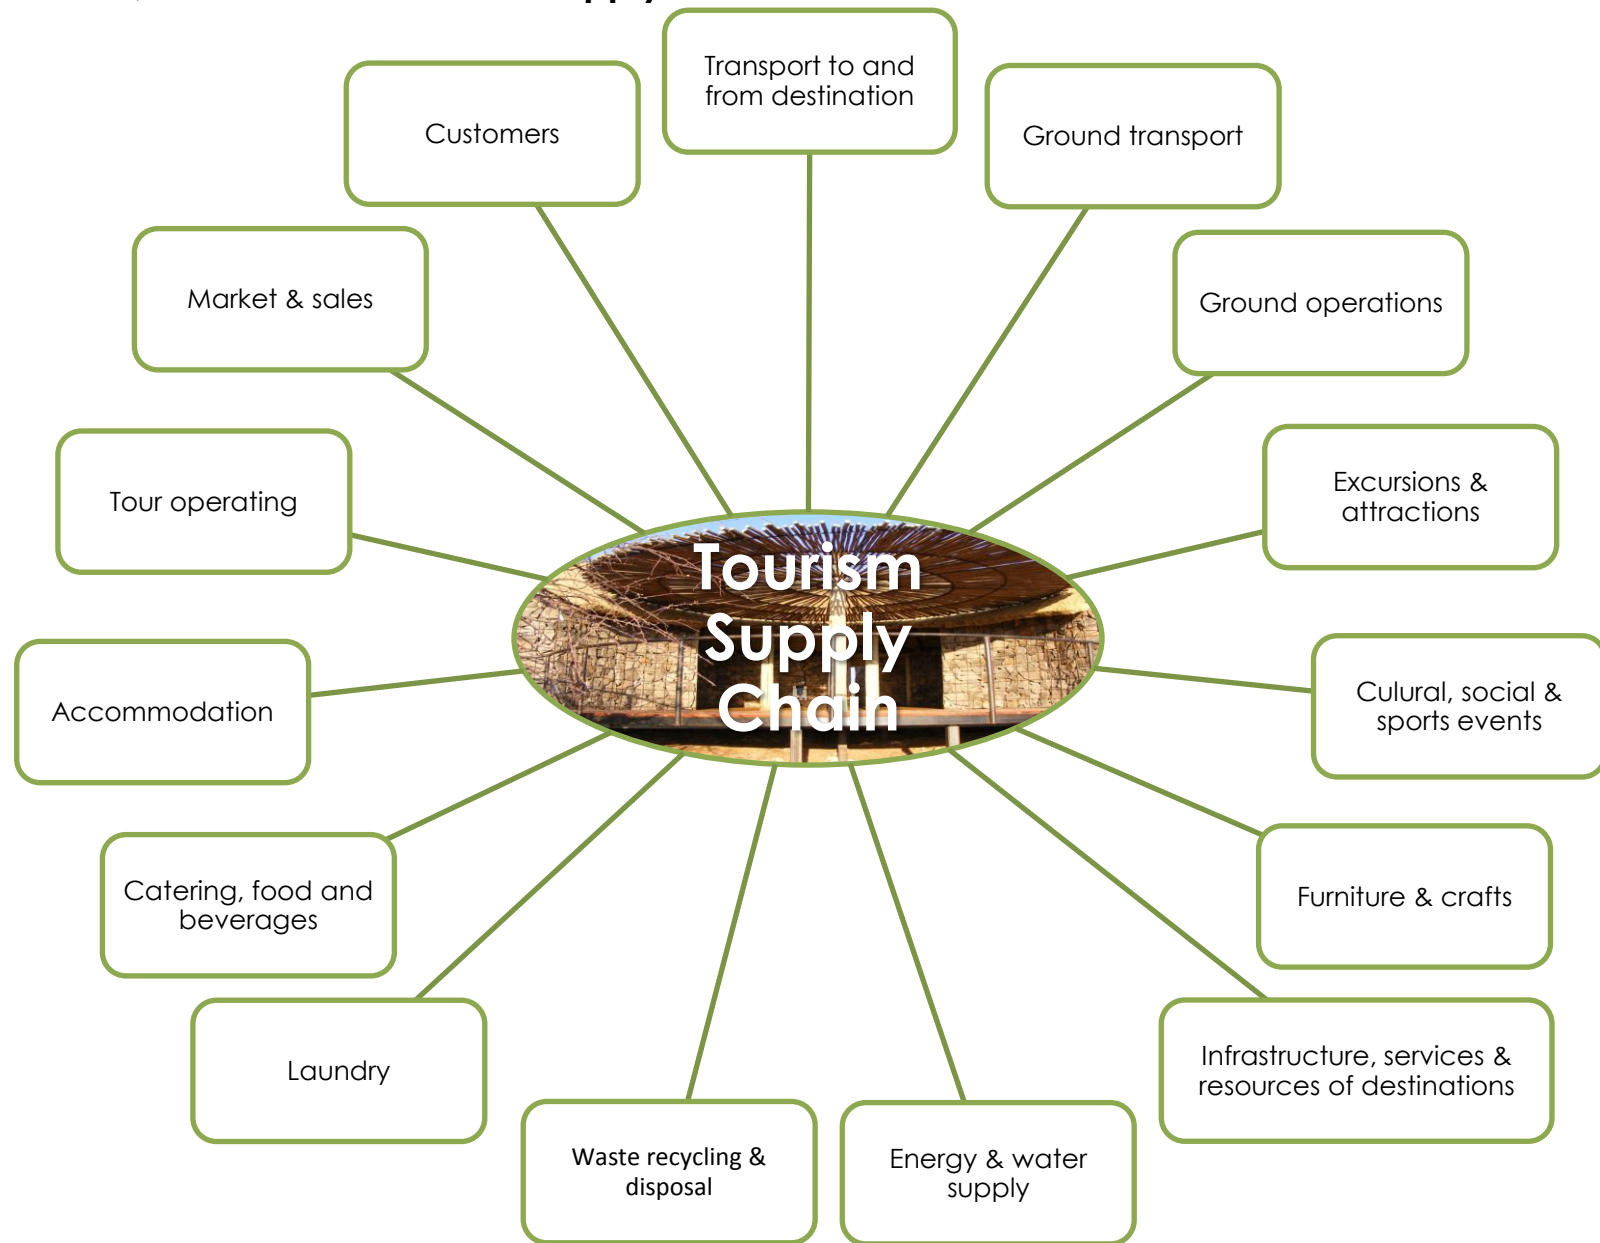 Transport to and
from destination
Ground transport
Ground operations
Excursions &
attractions
Culural, social &
sports events
Furniture & crafts
Infrastructure, services &
resources of destinations
Energy & water
supply
Waste recycling &
disposal
Laundry
Catering, food and
beverages
Accommodation
Tour operating
Market & sales
Customers
Tourism
Supply
Chain